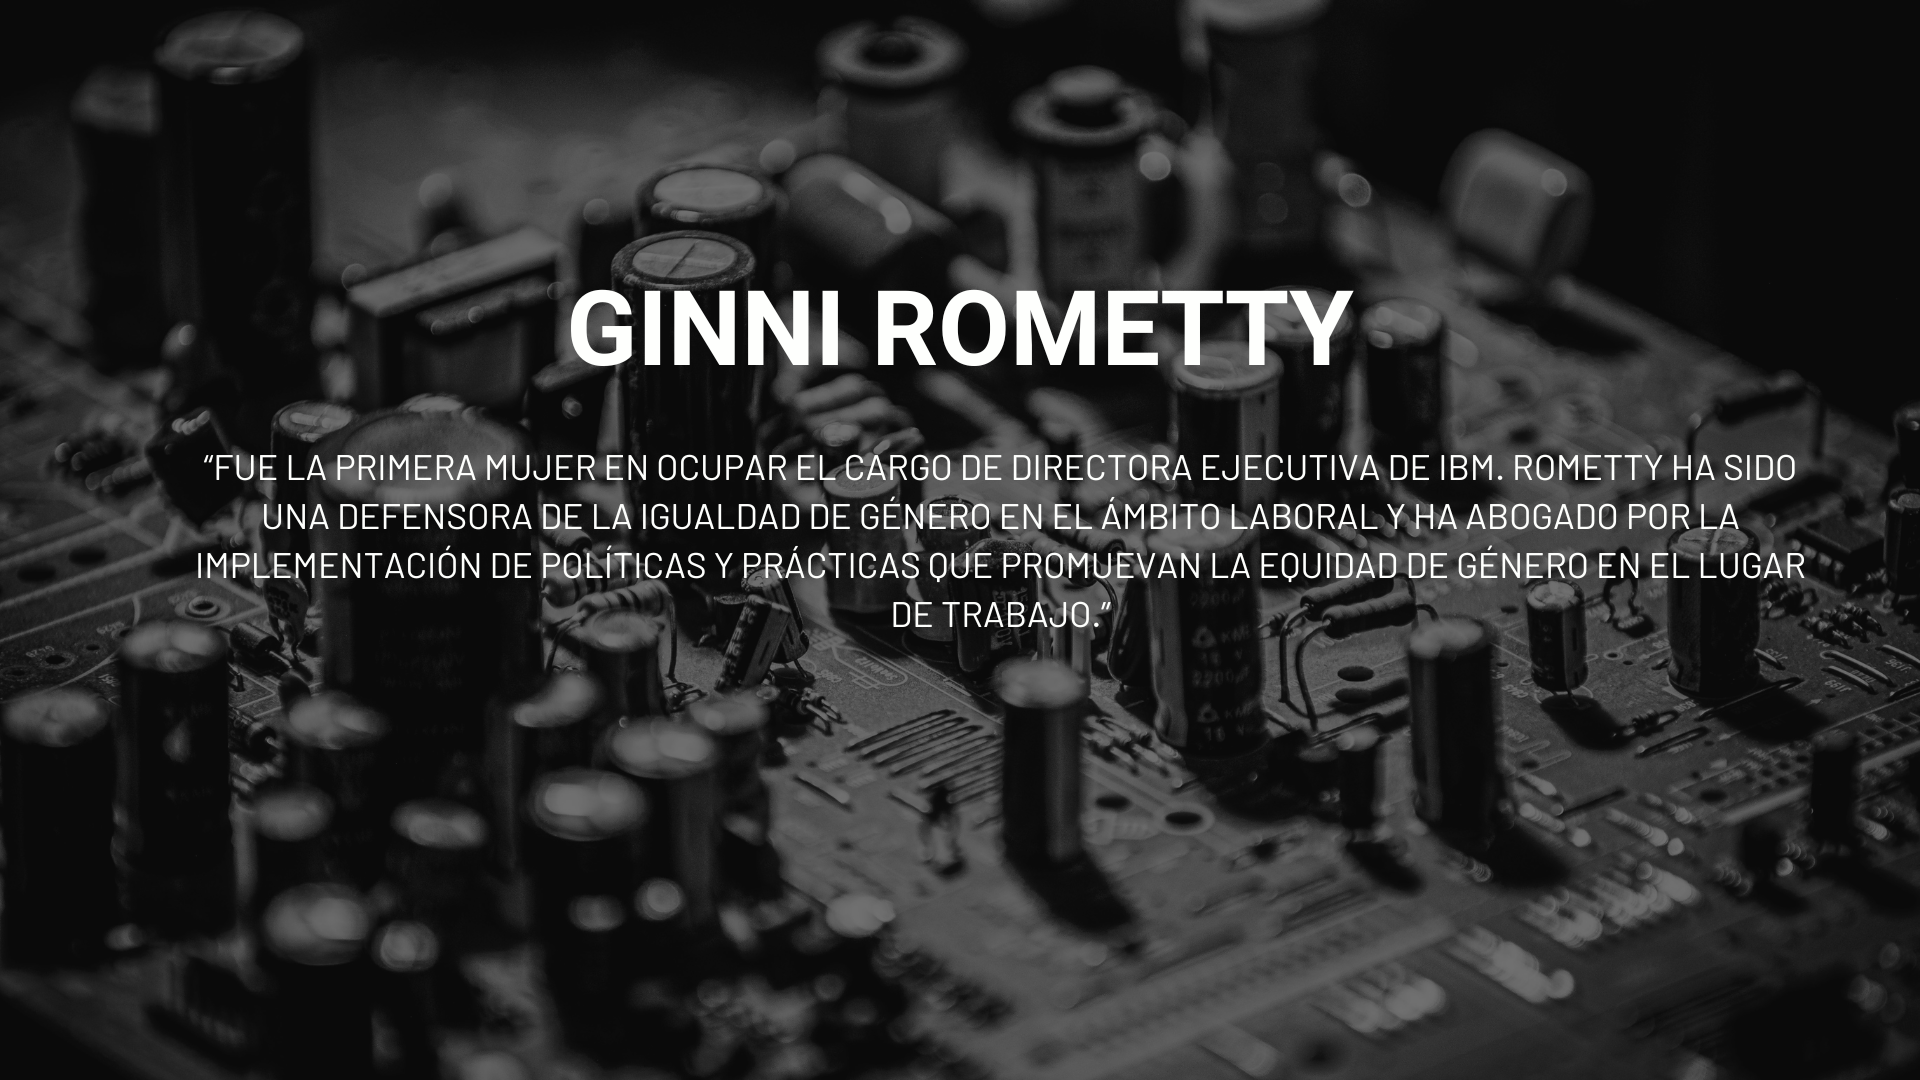 GINNI ROMETTY
“FUE LA PRIMERA MUJER EN OCUPAR EL CARGO DE DIRECTORA EJECUTIVA DE IBM. ROMETTY HA SIDO
UNA DEFENSORA DE LA IGUALDAD DE GÉNERO EN EL ÁMBITO LABORAL Y HA ABOGADO POR LA
IMPLEMENTACIÓN DE POLÍTICAS Y PRÁCTICAS QUE PROMUEVAN LA EQUIDAD DE GÉNERO EN EL LUGAR
DE TRABAJO.”